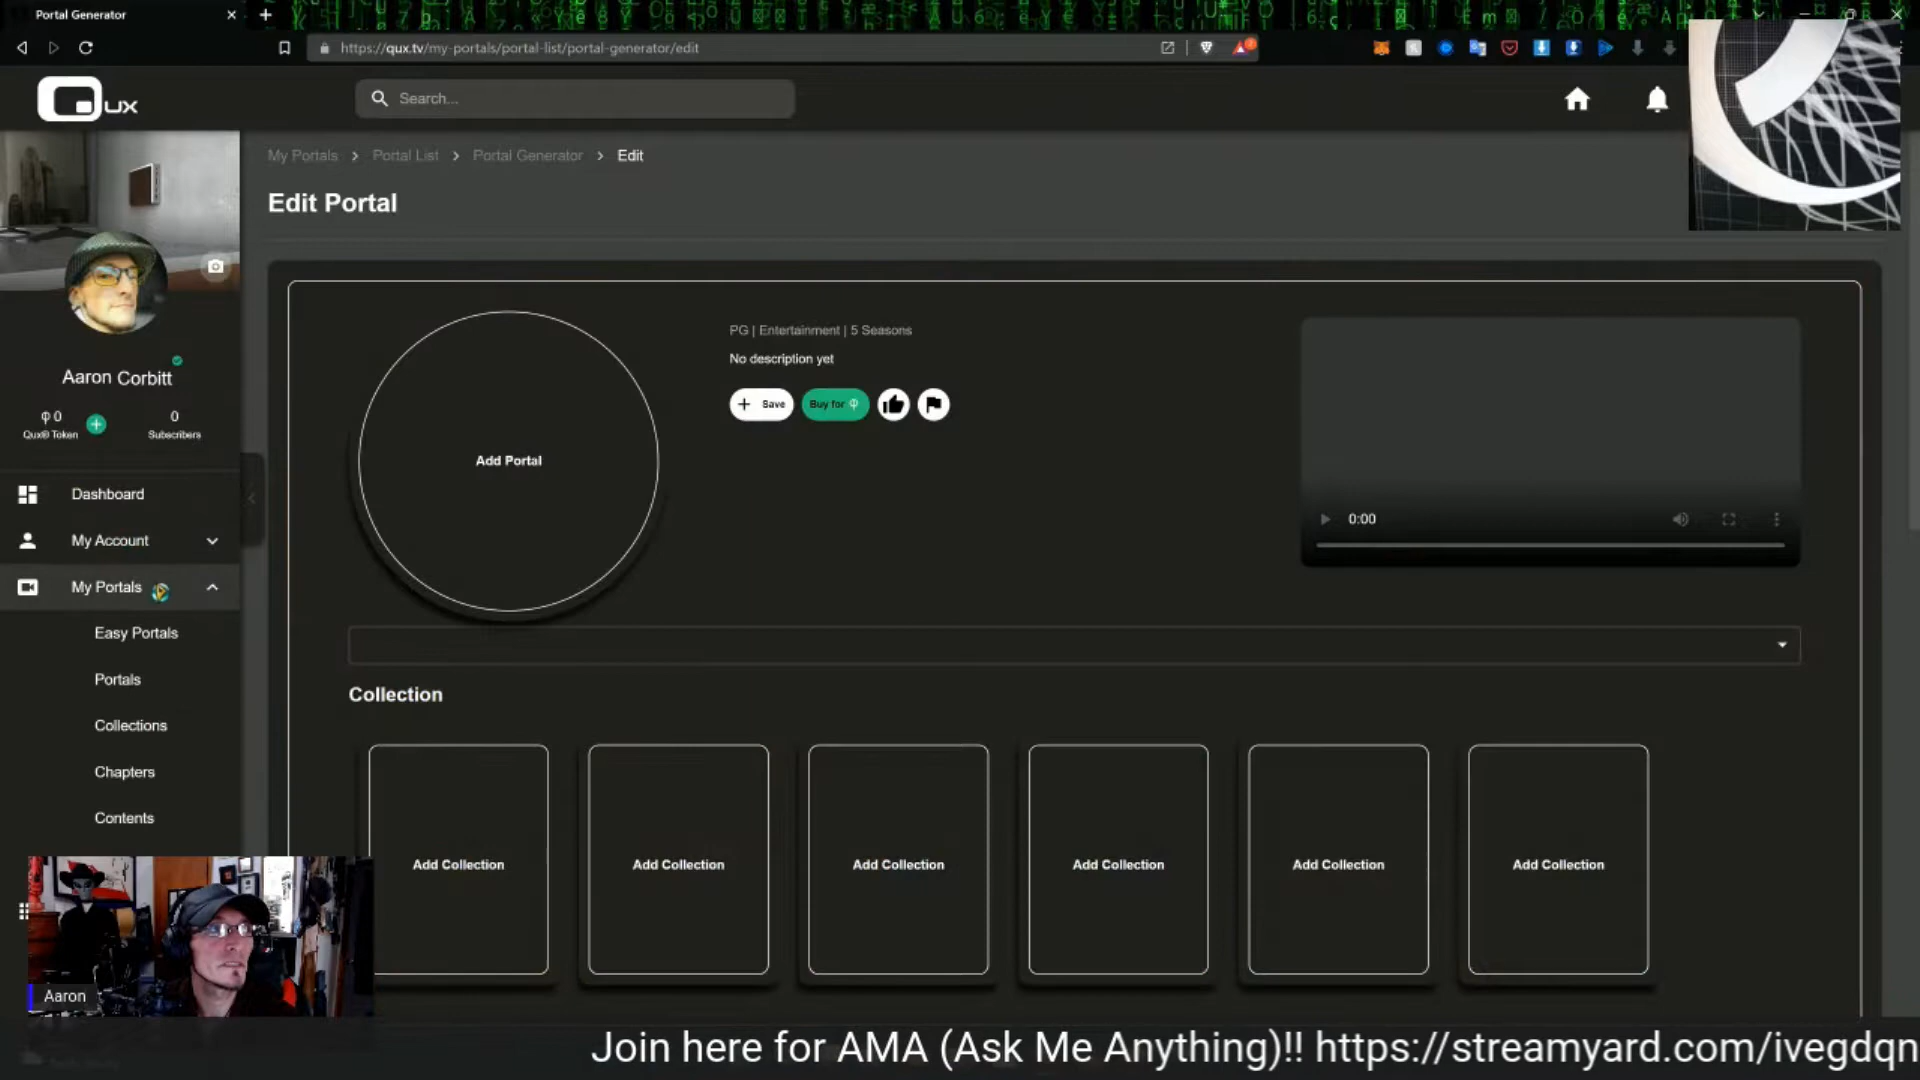 Portal Generator
https://qux.tv/my-portals/portal-list/portal-generator/edit
QUX
Search...
My Portals > Portal List > Portal Generator > Edit
Edit Portal
Aaron Corbitt
φ 0
Qux® Token
0
Subscribers
Dashboard
My Account
My Portals
Easy Portals
Portals
Collections
Chapters
Contents
Add Portal
PG | Entertainment | 5 Seasons
No description yet
+ Save
Buy for φ
0:00
Collection
Add Collection
Add Collection
Add Collection
Add Collection
Add Collection
Add Collection
Aaron
Join here for AMA (Ask Me Anything)!! https://streamyard.com/ivegdqn